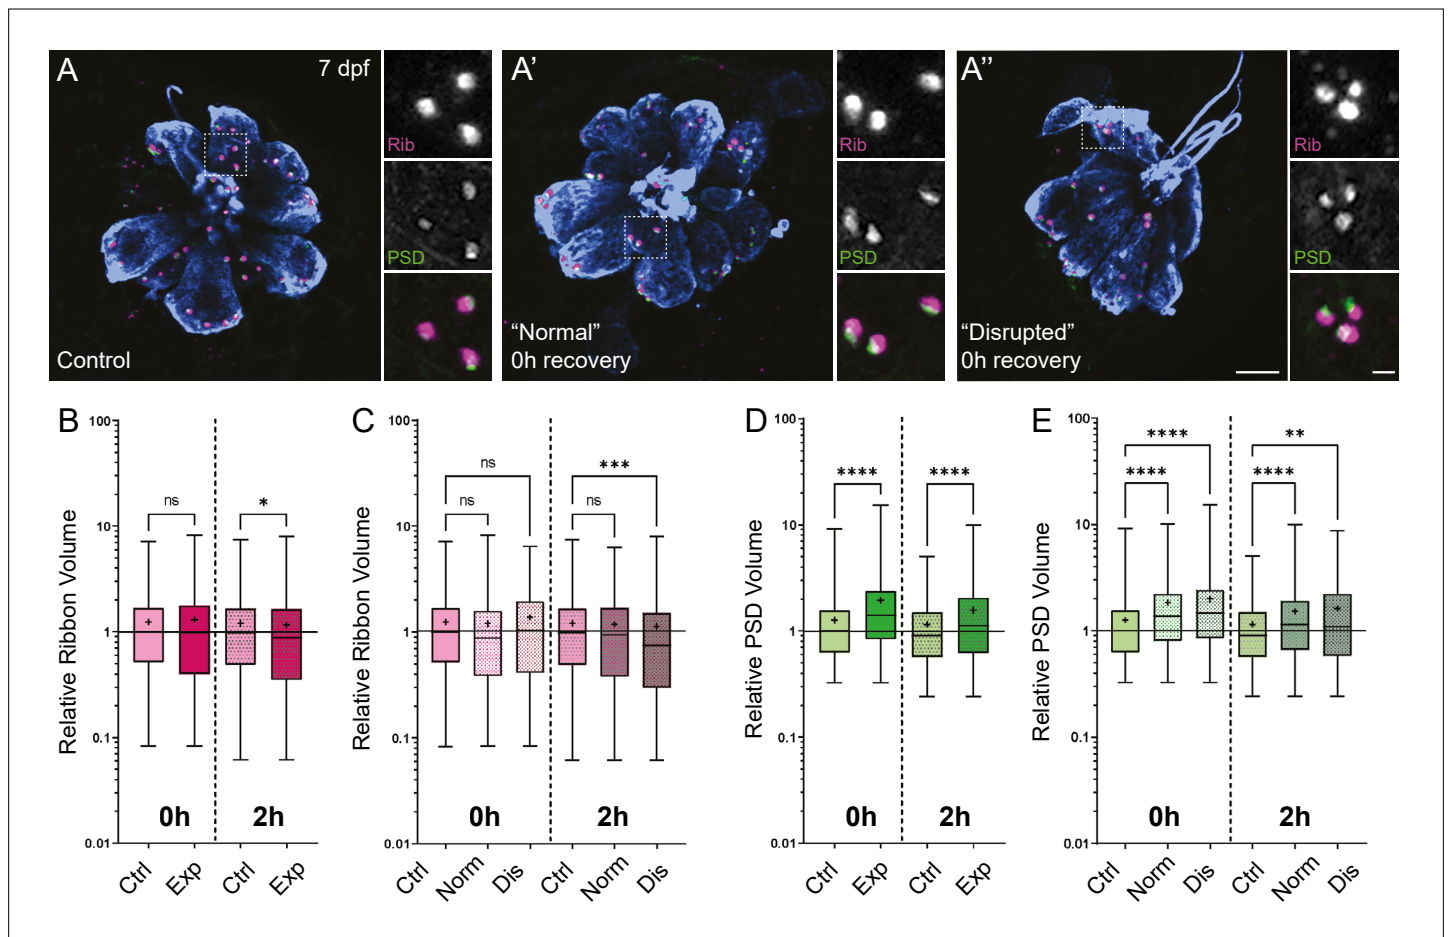 A
7 dpf
Control
Rib
PSD
A'
“Normal”
0h recovery
Rib
PSD
A''
“Disrupted”
0h recovery
Rib
PSD
B
Relative Ribbon Volume
100
10
1
0.1
0.01
ns
*
0h
2h
Ctrl
Exp
Ctrl
Exp
C
Relative Ribbon Volume
100
10
1
0.1
0.01
ns
***
ns
ns
0h
2h
Ctrl
Norm
Dis
Ctrl
Norm
Dis
D
Relative PSD Volume
100
10
1
0.1
0.01
****
****
0h
2h
Ctrl
Exp
Ctrl
Exp
E
Relative PSD Volume
100
10
1
0.1
0.01
****
**
****
****
0h
2h
Ctrl
Norm
Dis
Ctrl
Norm
Dis